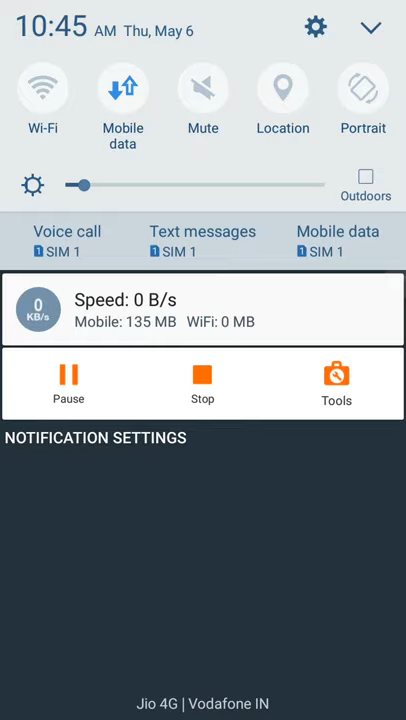 10:45 AM Thu, May 6
Wi-Fi
Mobile data
Mute
Location
Portrait
Outdoors
Voice call
1 SIM 1
Text messages
1 SIM 1
Mobile data
1 SIM 1
0 KB/s
Speed: 0 B/s
Mobile: 135 MB WiFi: 0 MB
Pause
Stop
Tools
NOTIFICATION SETTINGS
Jio 4G | Vodafone IN